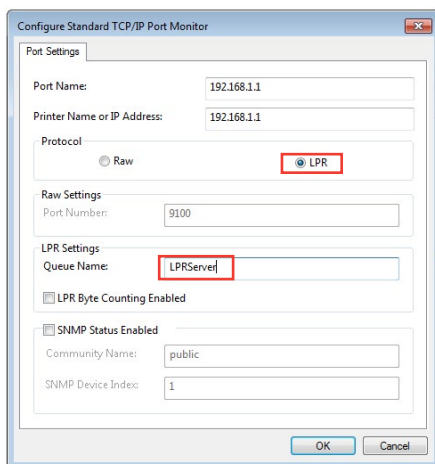 Configure Standard TCP/IP Port Monitor
Port Settings
Port Name: 192.168.1.1
Printer Name or IP Address: 192.168.1.1
Protocol
Raw LPR
Raw Settings
Port Number: 9100
LPR Settings
Queue Name: LPRServer
LPR Byte Counting Enabled
SNMP Status Enabled
Community Name: public
SNMP Device Index: 1
OK Cancel